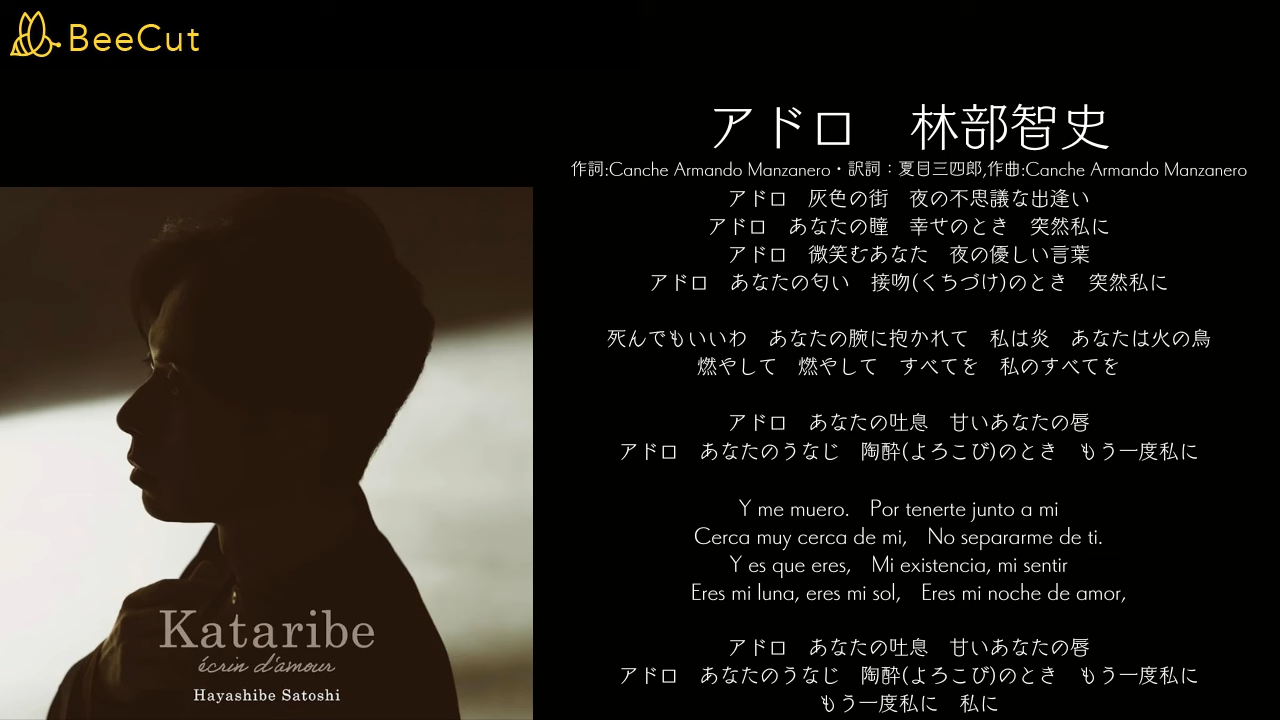 BeeCut
アドロ　林部智史
作詞:Canche Armando Manzanero・訳詞：夏目三四郎,作曲:Canche Armando Manzanero
アドロ　灰色の街　夜の不思議な出逢い
アドロ　あなたの瞳　幸せのとき　突然私に
アドロ　微笑むあなた　夜の優しい言葉
アドロ　あなたの匂い　接吻(くちづけ)のとき　突然私に
死んでもいいわ　あなたの腕に抱かれて　私は炎　あなたは火の鳥
燃やして　燃やして　すべてを　私のすべてを
アドロ　あなたの吐息　甘いあなたの唇
アドロ　あなたのうなじ　陶酔(よろこび)のとき　もう一度私に
Y me muero.　Por tenerte junto a mi
Cerca muy cerca de mi,　No separarme de ti.
Y es que eres,　Mi existencia, mi sentir
Eres mi luna, eres mi sol,　Eres mi noche de amor,
アドロ　あなたの吐息　甘いあなたの唇
アドロ　あなたのうなじ　陶酔(よろこび)のとき　もう一度私に
もう一度私に　私に
Kataribe
écrin d'amour
Hayashibe Satoshi